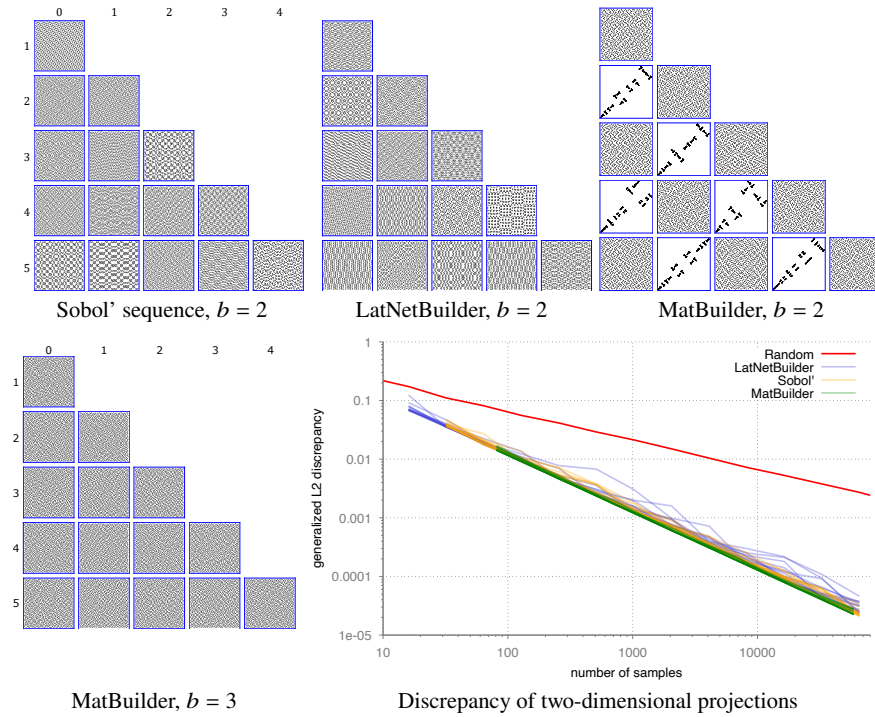 0 1 2 3 4
1
2
3
4
5
Sobol' sequence, b = 2
LatNetBuilder, b = 2
MatBuilder, b = 2
0 1 2 3 4
1
2
3
4
5
MatBuilder, b = 3
1
0.1
0.01
0.001
0.0001
1e-05
generalized L2 discrepancy
Random
LatNetBuilder
Sobol'
MatBuilder
10 100 1000 10000
number of samples
Discrepancy of two-dimensional projections